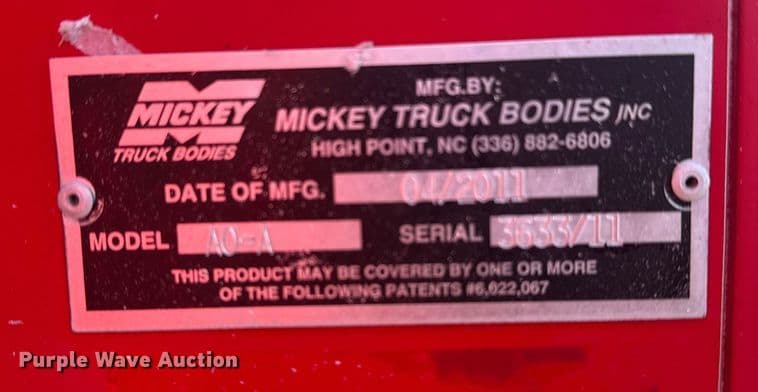 MICKEY
TRUCK BODIES
MFG.BY:
MICKEY TRUCK BODIES INC
HIGH POINT, NC (336) 882-6806
DATE OF MFG. 04/2011
MODEL AO-A SERIAL 3633/11
THIS PRODUCT MAY BE COVERED BY ONE OR MORE
OF THE FOLLOWING PATENTS #6,022,067
Purple Wave Auction